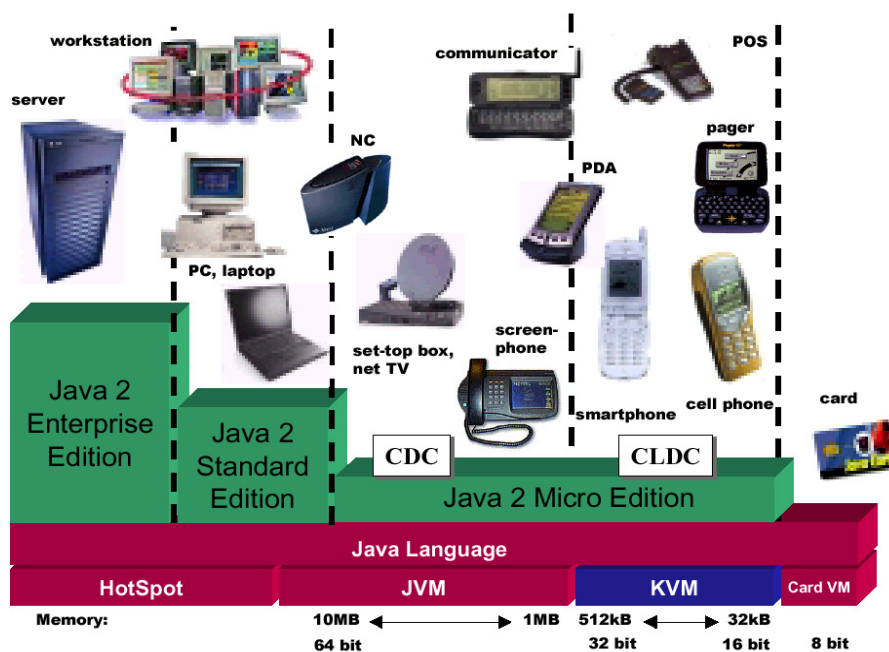 workstation
server
communicator
POS
NC
pager
PDA
PC, laptop
set-top box,
net TV
screen-
phone
smartphone
cell phone
card
Java 2
Enterprise
Edition
Java 2
Standard
Edition
CDC
CLDC
Java 2 Micro Edition
Java Language
HotSpot
JVM
KVM
Card VM
Memory:
10MB
1MB
512kB
32kB
64 bit
32 bit
16 bit
8 bit